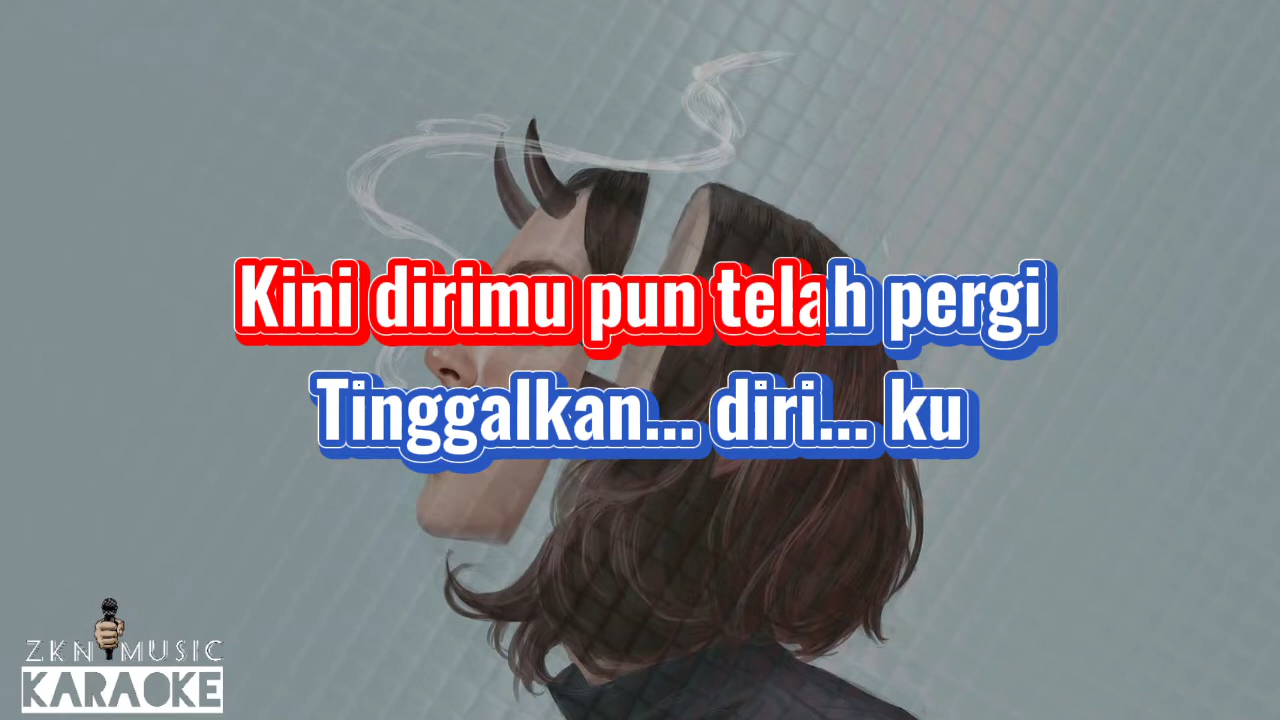 Kini dirimu pun telah pergi
Tinggalkan... diri... ku
ZKN MUSIC
KARAOKE